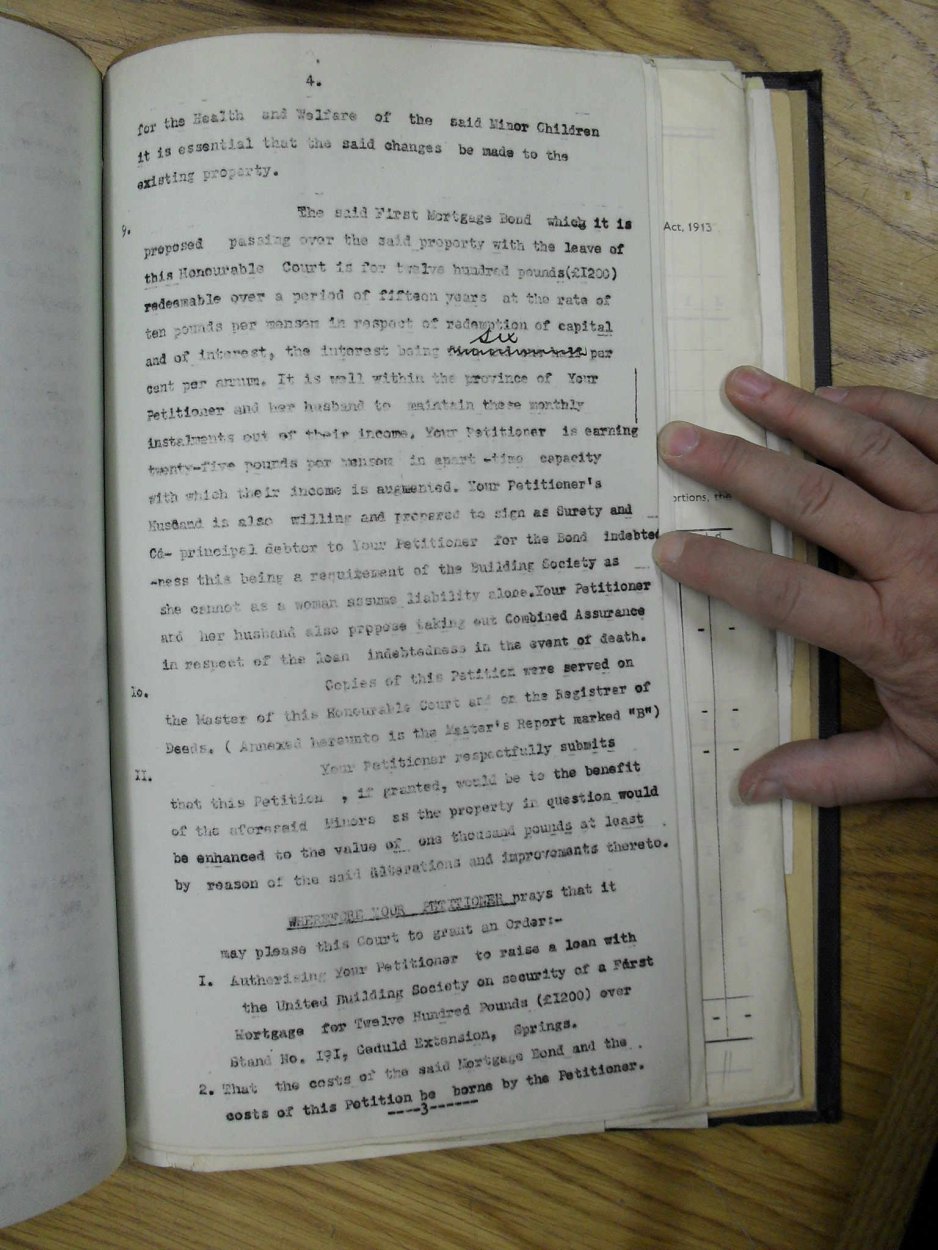 4.
for the Health and Welfare of the said Minor Children
it is essential that the said changes be made to the
existing property.
9. The said First Mortgage Bond which it is
proposed passing over the said property with the leave of
this Honourable Court is for twelve hundred pounds(£I200)
redeemable over a period of fifteen years at the rate of
ten pounds per mensem in respect of redemption of capital
and of interest, the interest being six per
cent per annum. It is well within the province of Your
Petitioner and her husband to maintain these monthly
instalments out of their income. Your Petitioner is earning
twenty-five pounds per mensem in apart -time capacity
with which their income is augmented. Your Petitioner's
Husband is also willing and prepared to sign as Surety and
Co- principal debtor to Your Petitioner for the Bond indebted
-ness this being a requirement of the Building Society as
she cannot as a woman assume liability alone.Your Petitioner
and her husband also propose taking out Combined Assurance
in respect of the loan indebtedness in the event of death.
lo. Copies of this Petition were served on
the Master of this Honourable Court and on the Registrer of
Deeds. ( Annexed hereunto is the Master's Report marked "B")
II. Your Petitioner respectfully submits
that this Petition , if granted, would be to the benefit
of the aforesaid Minors as the property in question would
be enhanced to the value of one thousand pounds at least
by reason of the said Alterations and improvements thereto.
WHEREFORE YOUR PETITIONER prays that it
may please this Court to grant an Order:-
I. Authorising Your Petitioner to raise a loan with
the United Building Society on security of a First
Mortgage for Twelve Hundred Pounds (£I200) over
Stand No. I9I, Geduld Extension, Springs.
2. That the costs of the said Mortgage Bond and the
costs of this Petition be borne by the Petitioner.
----3------
Act, 1913
ortions, the